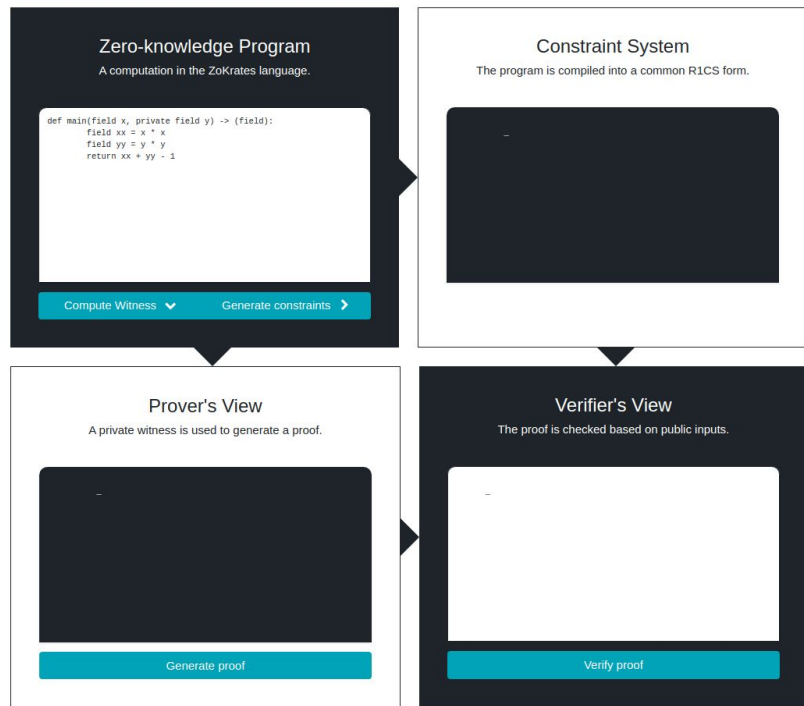 Zero-knowledge Program
A computation in the ZoKrates language.
def main(field x, private field y) -> (field):
field xx = x * x
field yy = y * y
return xx + yy - 1
Compute Witness
Generate constraints
Constraint System
The program is compiled into a common R1CS form.
_
Prover's View
A private witness is used to generate a proof.
_
Generate proof
Verifier's View
The proof is checked based on public inputs.
_
Verify proof